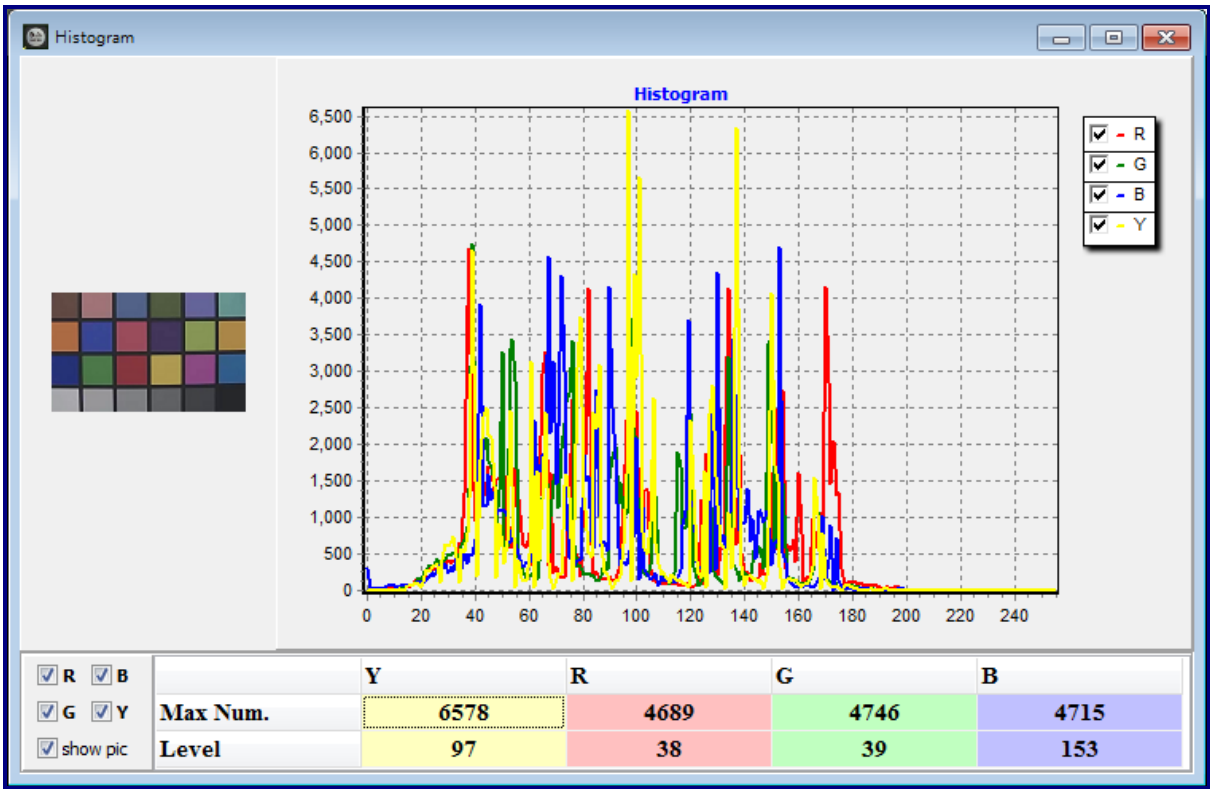 Histogram
Histogram
6,500
6,000
5,500
5,000
4,500
4,000
3,500
3,000
2,500
2,000
1,500
1,000
500
0
0 20 40 60 80 100 120 140 160 180 200 220 240
R
G
B
Y
R B
G Y
show pic
Y R G B
Max Num. 6578 4689 4746 4715
Level 97 38 39 153